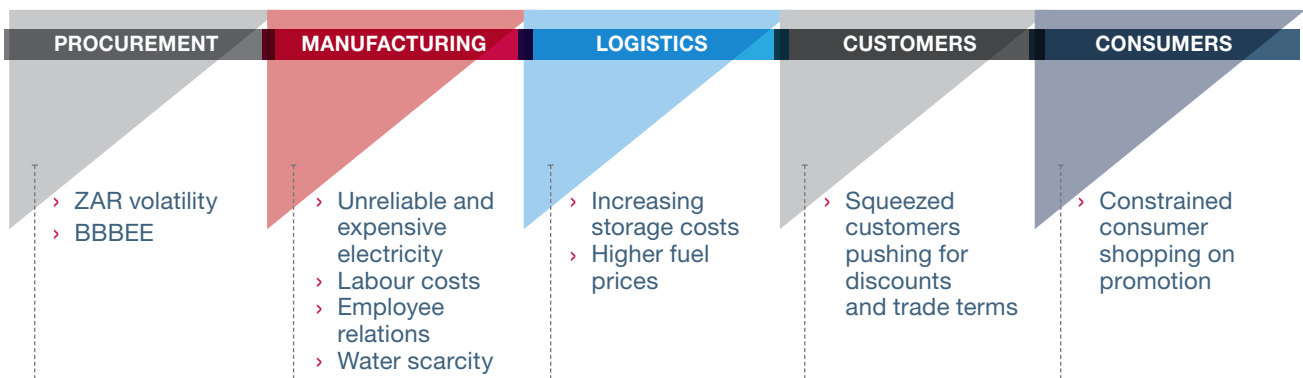 PROCUREMENT
MANUFACTURING
LOGISTICS
CUSTOMERS
CONSUMERS
› ZAR volatility
› BBBEE
› Unreliable and
expensive
electricity
› Labour costs
› Employee
relations
› Water scarcity
› Increasing
storage costs
› Higher fuel
prices
› Squeezed
customers
pushing for
discounts
and trade terms
› Constrained
consumer
shopping on
promotion